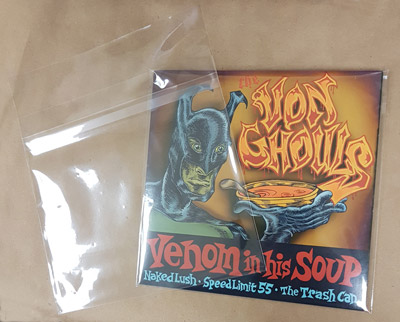 the
VON
GHOULS
Venom in his SOUP
Naked Lush · Speed Limit 55 · The Trash Can